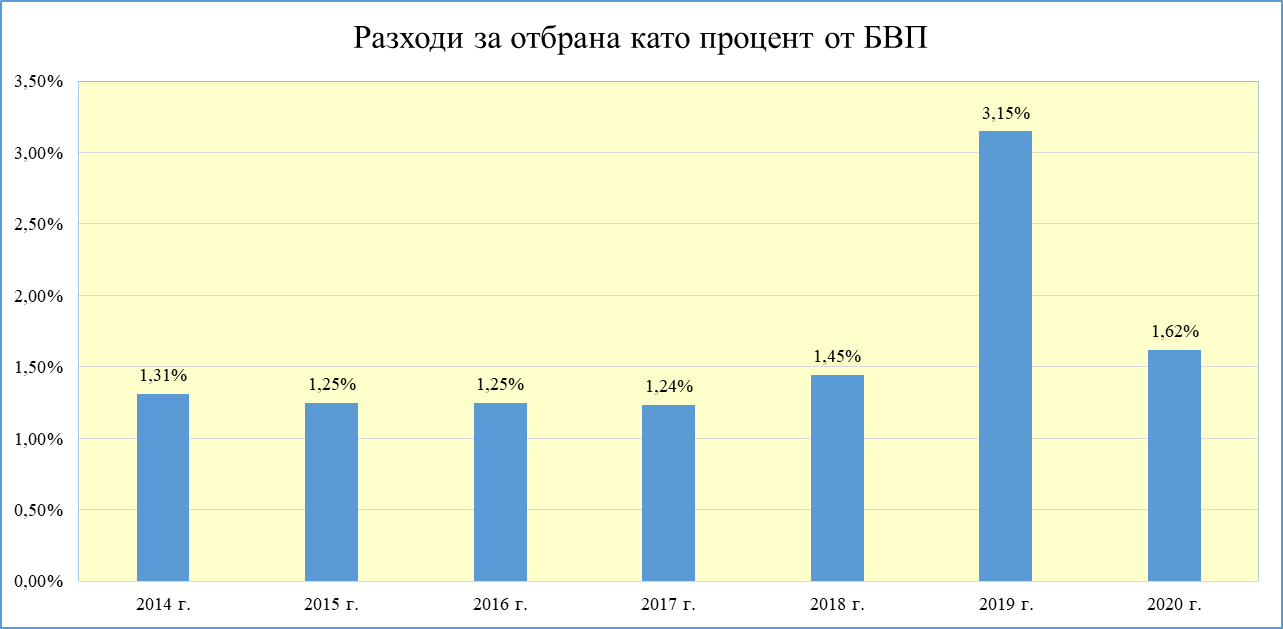 Разходи за отбрана като процент от БВП
3,50%
3,00%
2,50%
2,00%
1,50%
1,00%
0,50%
0,00%
1,31%
1,25%
1,25%
1,24%
1,45%
3,15%
1,62%
2014 г.
2015 г.
2016 г.
2017 г.
2018 г.
2019 г.
2020 г.